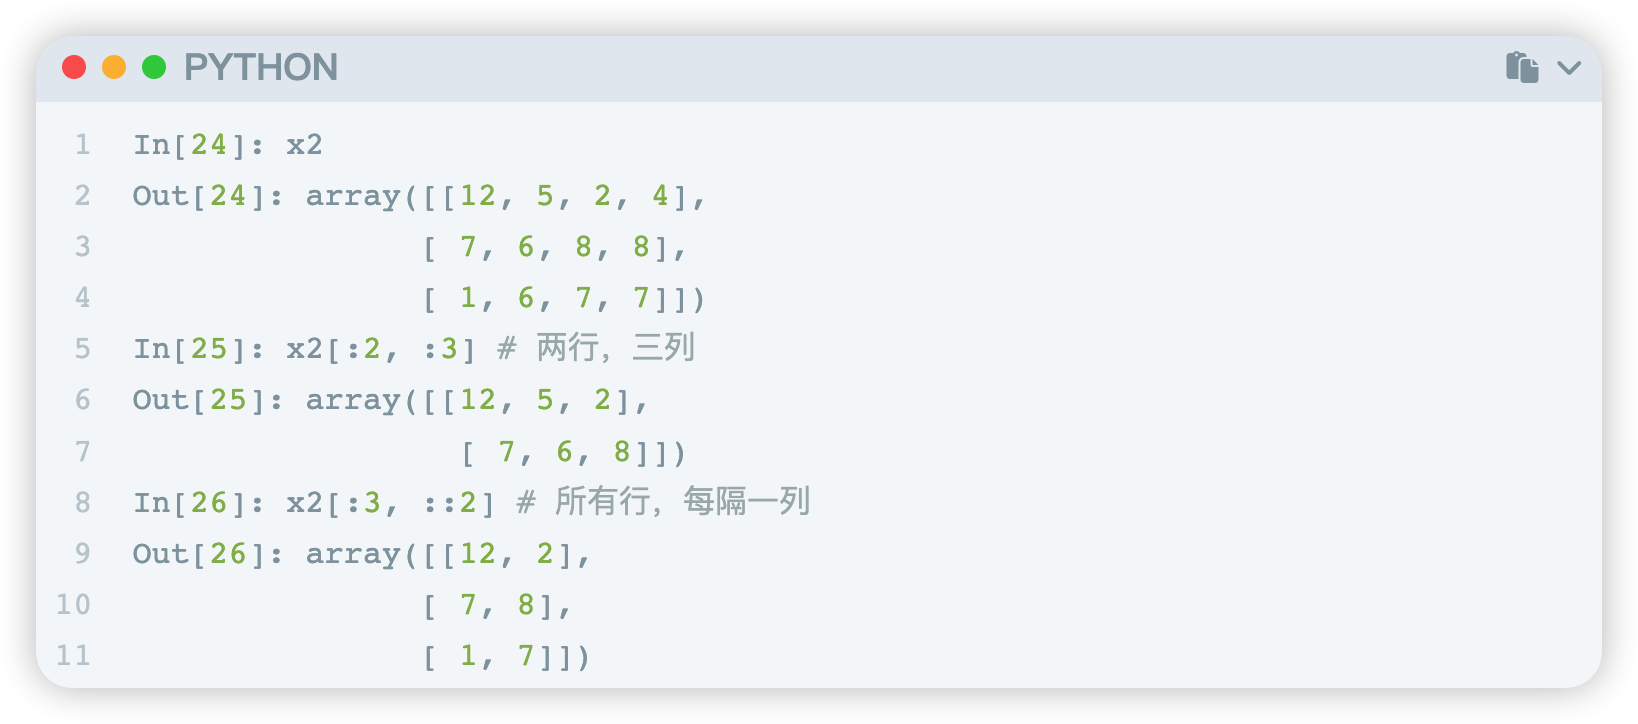 PYTHON
1 In[24]: x2
2 Out[24]: array([[12, 5, 2, 4],
3 [ 7, 6, 8, 8],
4 [ 1, 6, 7, 7]])
5 In[25]: x2[:2, :3] # 两行，三列
6 Out[25]: array([[12, 5, 2],
7 [ 7, 6, 8]])
8 In[26]: x2[:3, ::2] # 所有行，每隔一列
9 Out[26]: array([[12, 2],
10 [ 7, 8],
11 [ 1, 7]])